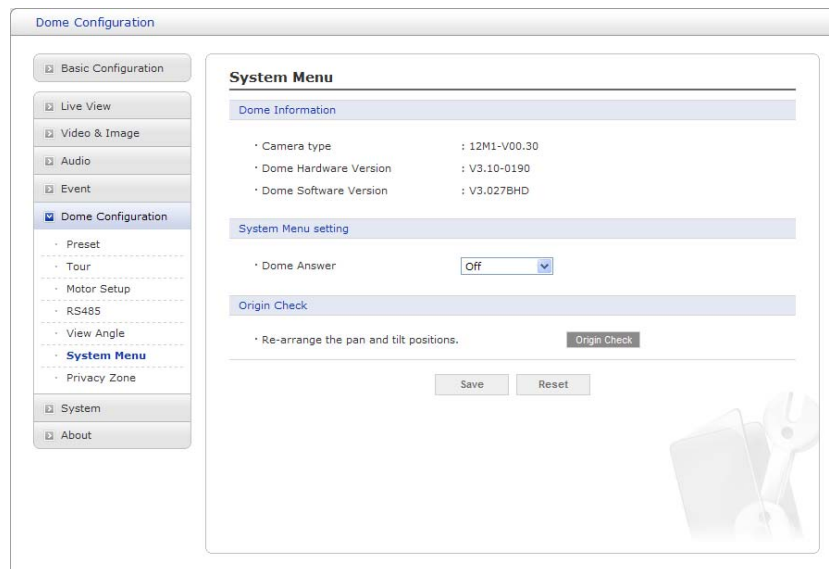 Dome Configuration
Basic Configuration
Live View
Video & Image
Audio
Event
Dome Configuration
· Preset
· Tour
· Motor Setup
· RS485
· View Angle
· System Menu
· Privacy Zone
System
About
System Menu
Dome Information
· Camera type : 12M1-V00.30
· Dome Hardware Version : V3.10-0190
· Dome Software Version : V3.027BHD
System Menu setting
· Dome Answer Off
Origin Check
· Re-arrange the pan and tilt positions. Origin Check
Save Reset